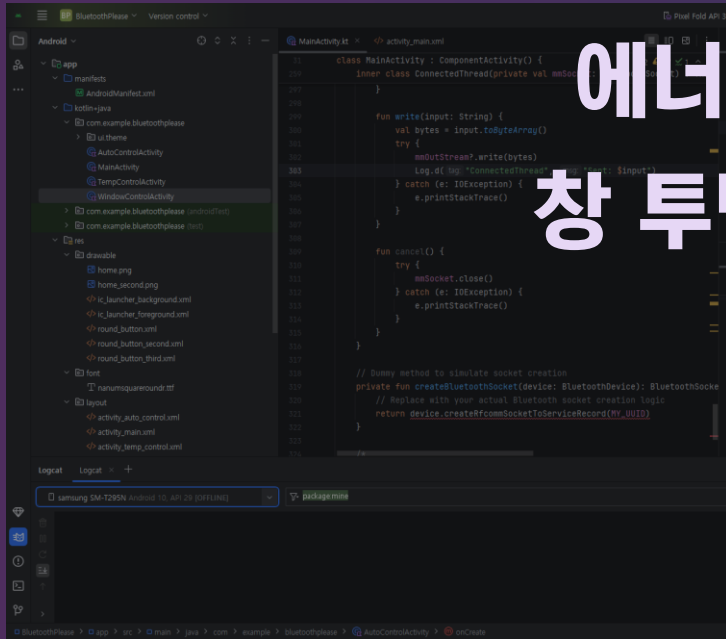 BP BluetoothPlease Version control
Pixel Fold API 3
Android
app
manifests
AndroidManifest.xml
kotlin+java
com.example.bluetoothplease
ui.theme
AutoControlActivity
MainActivity
TempControlActivity
WindowControlActivity
com.example.bluetoothplease (androidTest)
com.example.bluetoothplease (test)
res
drawable
home.png
home_second.png
ic_launcher_background.xml
ic_launcher_foreground.xml
round_button.xml
round_button_second.xml
round_button_third.xml
font
nanumsquareroundr.ttf
layout
activity_auto_control.xml
activity_main.xml
activity_temp_control.xml
MainActivity.kt activity_main.xml
class MainActivity : ComponentActivity() {
inner class ConnectedThread(private val
297 }
fun write(input: String) {
val bytes = input.toByteArray()
try {
mmOutStream?.write(bytes)
303 Log.d( tag: "ConnectedThread", $input")
} catch (e: IOException) {
e.printStackTrace()
}
}
fun cancel() {
try {
mmSocket.close()
} catch (e: IOException) {
e.printStackTrace()
}
}
}
// Dummy method to simulate socket creation
private fun createBluetoothSocket(device: BluetoothDevice): BluetoothSocke
// Replace with your actual Bluetooth socket creation logic
return device.createRfcommSocketToServiceRecord(MY_UUID)
}
에너
창 투
Logcat Logcat × +
samsung SM-T295N Android 10, API 29 [OFFLINE]
package:mine
BluetoothPlease > app > src > main > java > com > example > bluetoothplease > AutoControlActivity > onCreate